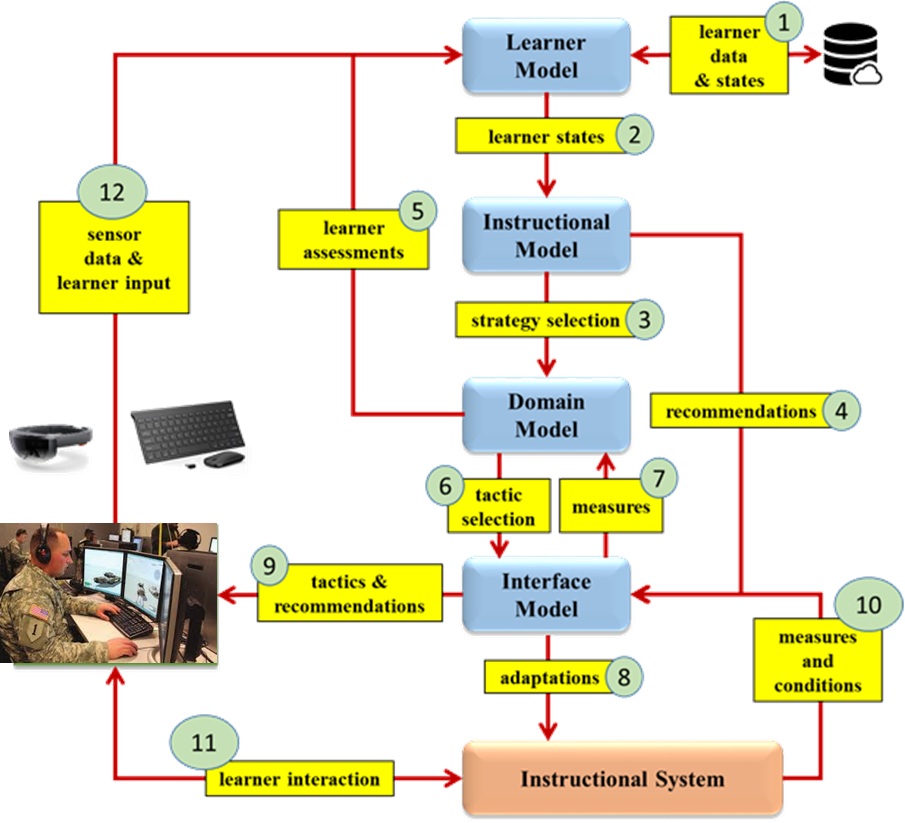 1
learner
data
& states
Learner
Model
learner states
2
12
sensor
data &
learner input
5
learner
assessments
Instructional
Model
strategy selection
3
Domain
Model
recommendations
4
6
tactic
selection
7
measures
9
tactics &
recommendations
Interface
Model
10
measures
and
conditions
adaptations
8
11
learner interaction
Instructional System